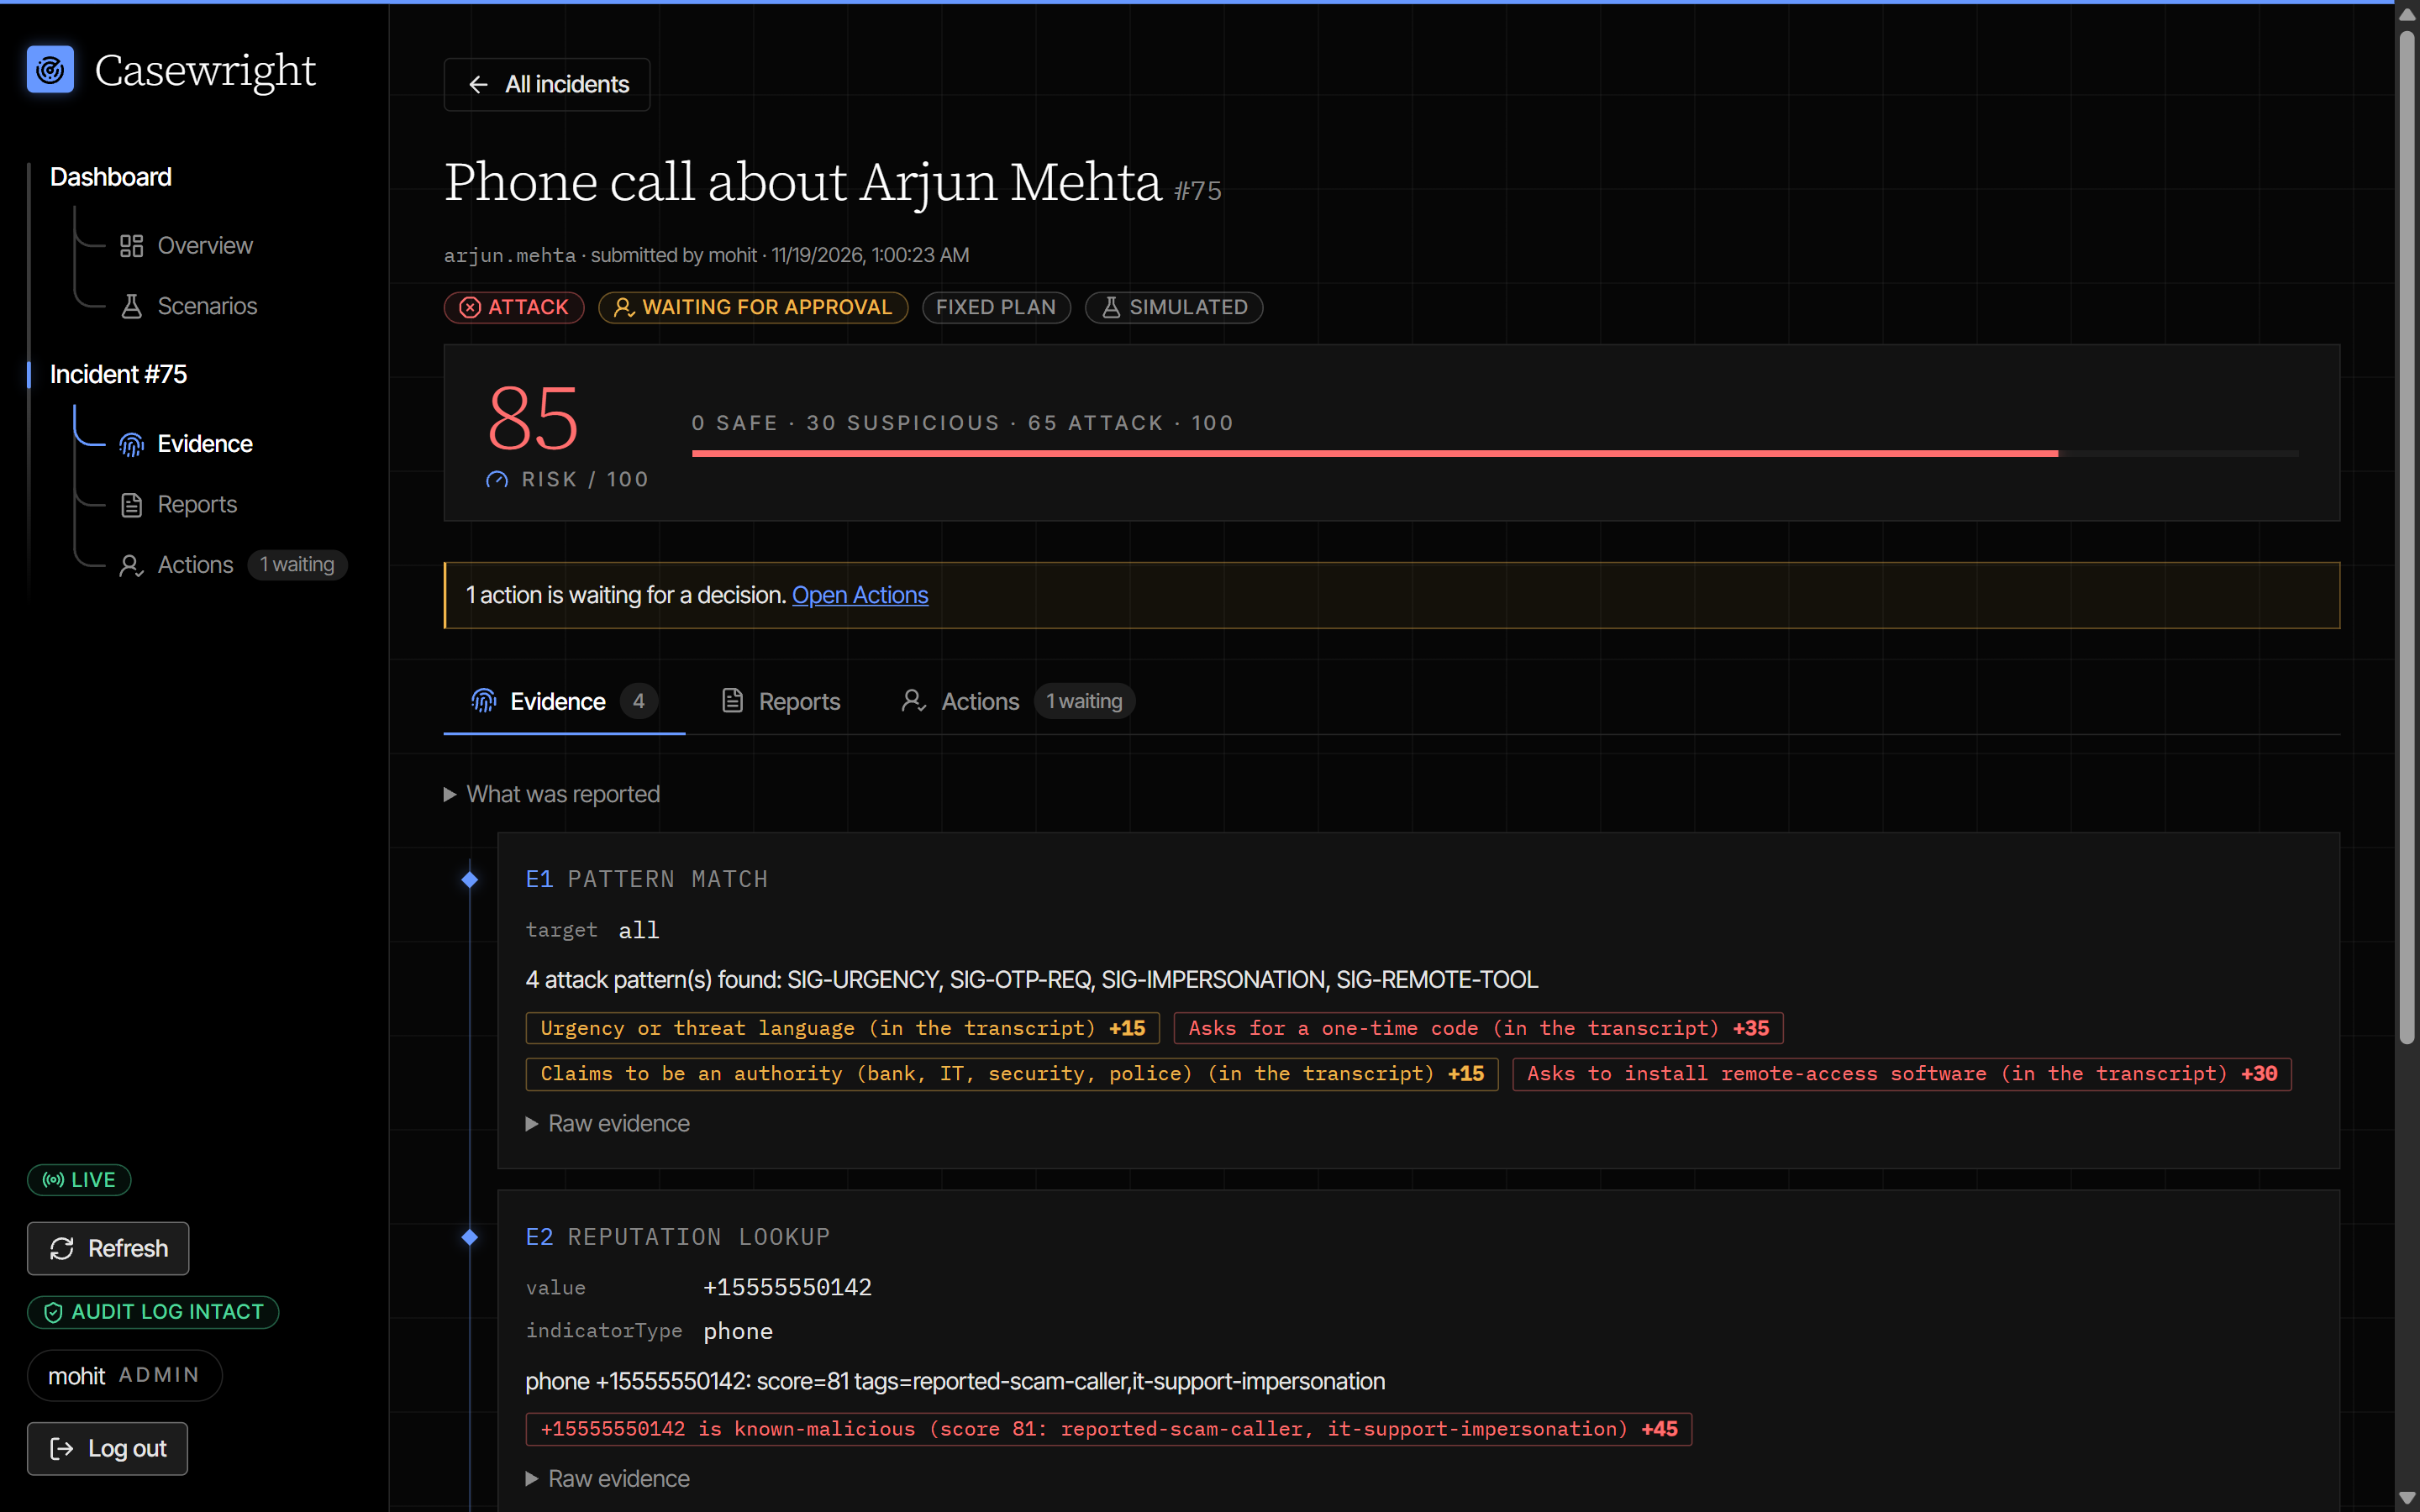 Casewright
Dashboard
Overview
Scenarios
Incident #75
Evidence
Reports
Actions 1 waiting
LIVE
Refresh
AUDIT LOG INTACT
mohit ADMIN
Log out
All incidents
Phone call about Arjun Mehta #75
arjun.mehta · submitted by mohit · 11/19/2026, 1:00:23 AM
ATTACK WAITING FOR APPROVAL FIXED PLAN SIMULATED
85
RISK / 100
0 SAFE · 30 SUSPICIOUS · 65 ATTACK · 100
1 action is waiting for a decision. Open Actions
Evidence 4 Reports Actions 1 waiting
What was reported
E1 PATTERN MATCH
target all
4 attack pattern(s) found: SIG-URGENCY, SIG-OTP-REQ, SIG-IMPERSONATION, SIG-REMOTE-TOOL
Urgency or threat language (in the transcript) +15 Asks for a one-time code (in the transcript) +35
Claims to be an authority (bank, IT, security, police) (in the transcript) +15 Asks to install remote-access software (in the transcript) +30
Raw evidence
E2 REPUTATION LOOKUP
value +15555550142
indicatorType phone
phone +15555550142: score=81 tags=reported-scam-caller,it-support-impersonation
+15555550142 is known-malicious (score 81: reported-scam-caller, it-support-impersonation) +45
Raw evidence